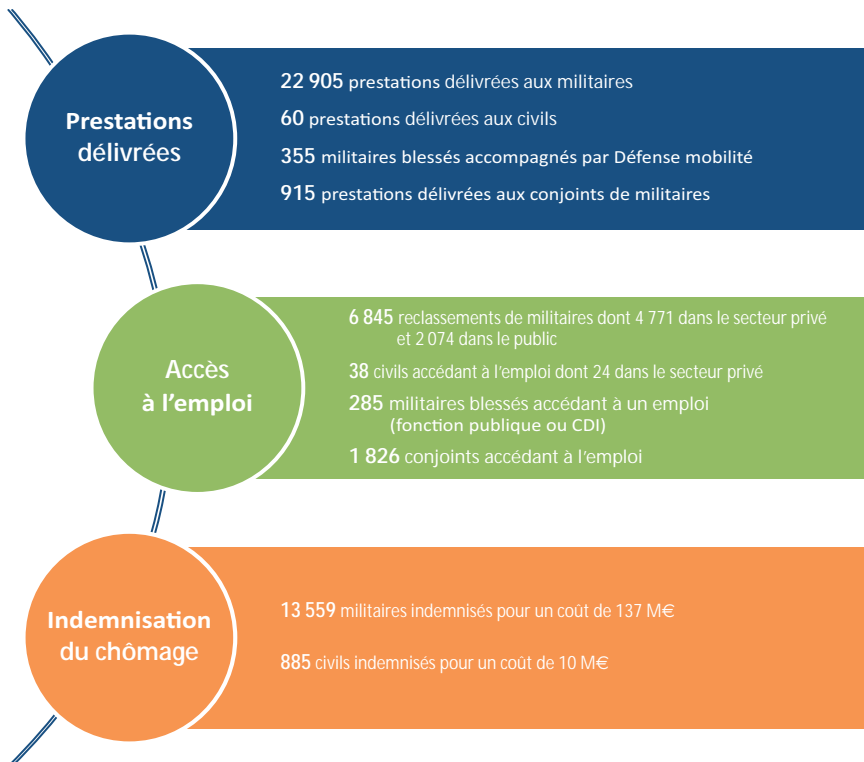 Prestations
délivrées
22 905 prestations délivrées aux militaires
60 prestations délivrées aux civils
355 militaires blessés accompagnés par Défense mobilité
915 prestations délivrées aux conjoints de militaires
Accès
à l'emploi
6 845 reclassements de militaires dont 4 771 dans le secteur privé
et 2 074 dans le public
38 civils accédant à l'emploi dont 24 dans le secteur privé
285 militaires blessés accédant à un emploi
(fonction publique ou CDI)
1 826 conjoints accédant à l'emploi
Indemnisation
du chômage
13 559 militaires indemnisés pour un coût de 137 M€
885 civils indemnisés pour un coût de 10 M€